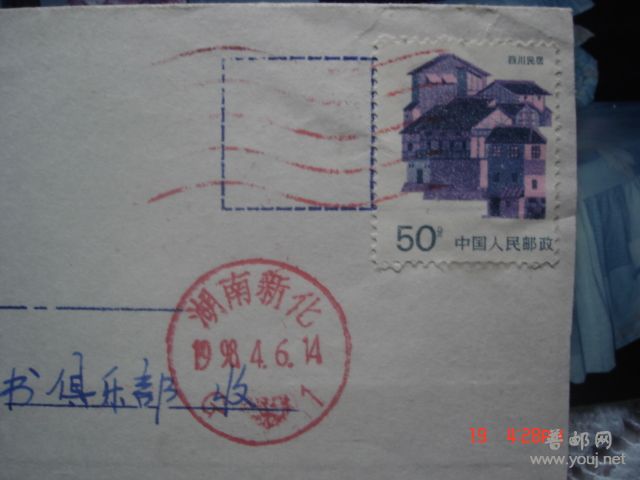 四川民居
50分 中国人民邮政
湖南新化
1998.4.6.14
1
书俱乐部 收
19 4
普邮网
www.youj.net